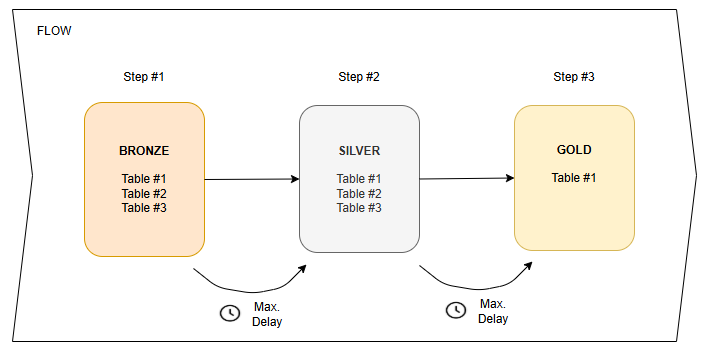 FLOW
Step #1
Step #2
Step #3
BRONZE
Table #1
Table #2
Table #3
SILVER
Table #1
Table #2
Table #3
GOLD
Table #1
Max.
Delay
Max.
Delay